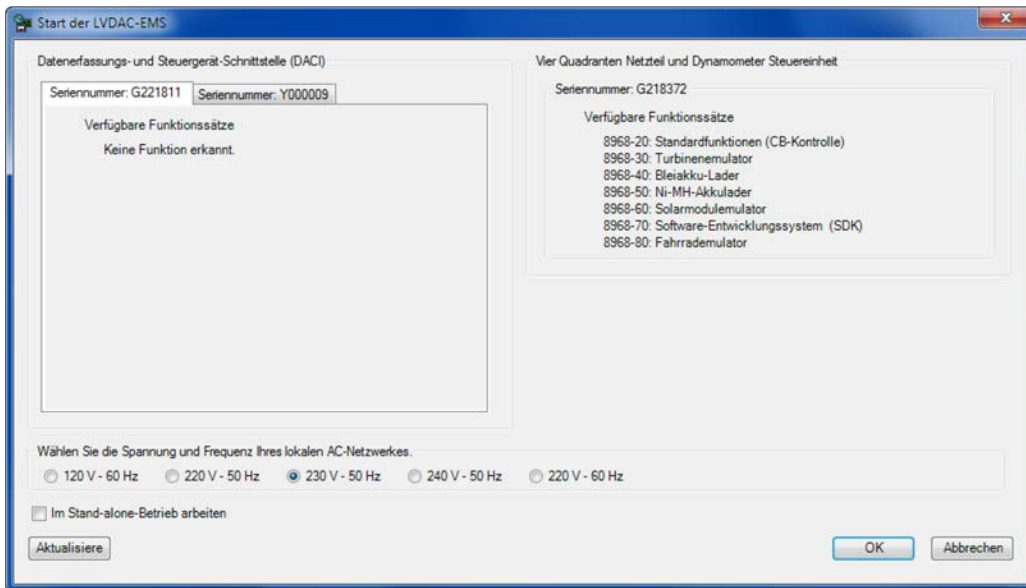 Start der LVDAC-EMS
Datenerfassungs- und Steuergerät-Schnittstelle (DACI)
Seriennummer: G221811
Seriennummer: Y000009
Verfügbare Funktionssätze
Keine Funktion erkannt.
Vier Quadranten Netzteil und Dynamometer Steuereinheit
Seriennummer: G218372
Verfügbare Funktionssätze
8968-20: Standardfunktionen (CB-Kontrolle)
8968-30: Turbinenemulator
8968-40: Bleiakku-Lader
8968-50: Ni-MH-Akkulader
8968-60: Solarmodulemulator
8968-70: Software-Entwicklungssystem (SDK)
8968-80: Fahrrademulator
Wählen Sie die Spannung und Frequenz Ihres lokalen AC-Netzwerkes.
120 V - 60 Hz
220 V - 50 Hz
230 V - 50 Hz
240 V - 50 Hz
220 V - 60 Hz
Im Stand-alone-Betrieb arbeiten
Aktualisiere
OK
Abbrechen